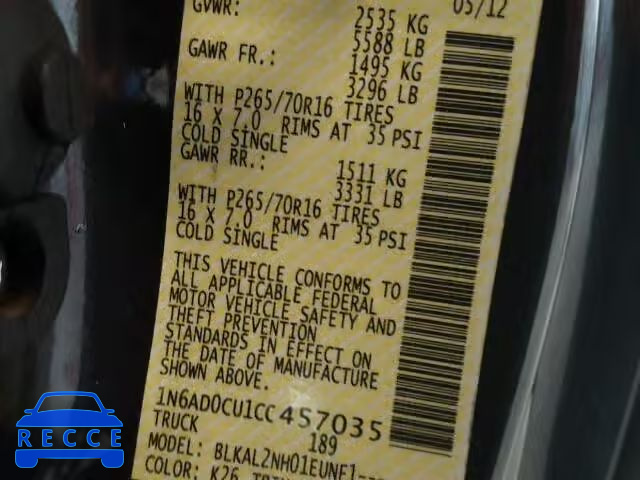 05/12
GVWR: 2535 KG
5588 LB
GAWR FR.: 1495 KG
3296 LB
WITH P265/70R16 TIRES
16 X 7.0 RIMS AT 35 PSI
COLD SINGLE
GAWR RR.: 1511 KG
3331 LB
WITH P265/70R16 TIRES
16 X 7.0 RIMS AT 35 PSI
COLD SINGLE
THIS VEHICLE CONFORMS TO
ALL APPLICABLE FEDERAL
MOTOR VEHICLE SAFETY AND
THEFT PREVENTION
STANDARDS IN EFFECT ON
THE DATE OF MANUFACTURE
SHOWN ABOVE.
1N6AD0CU1CC457035
TRUCK 189
MODEL: BLKAL2NH01EUNF1--
COLOR: K26
RECCE